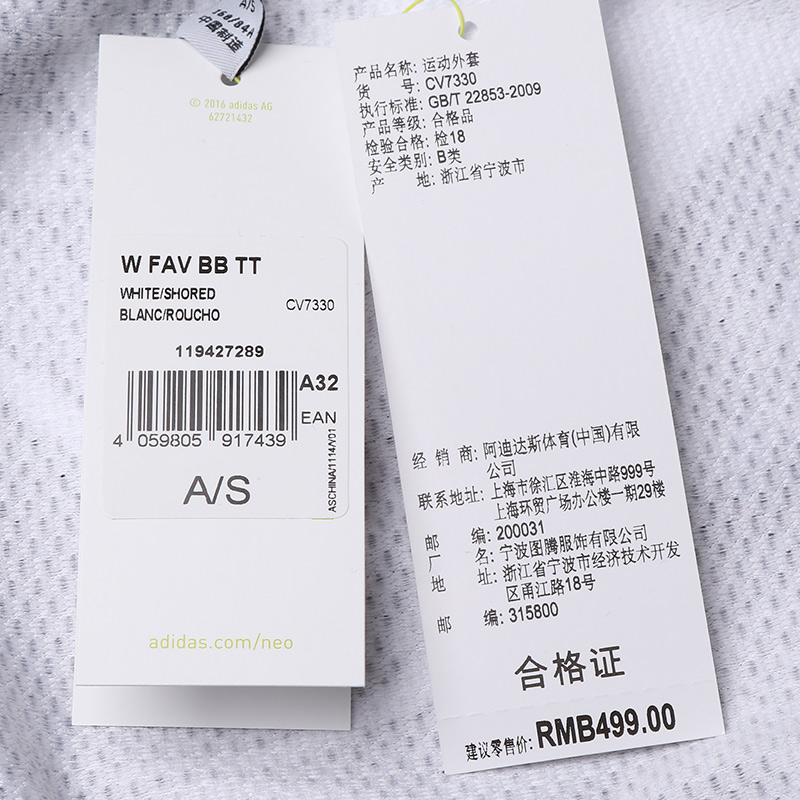 A/S
168/84A
中国制造
© 2016 adidas AG
62721432
W FAV BB TT
WHITE/SHORED
BLANC/ROUCHO
CV7330
119427289
A32
EAN
4 059805 917439
ASCHINA/1114/V01
A/S
adidas.com/neo
产品名称: 运动外套
货 号: CV7330
执行标准: GB/T 22853-2009
产品等级: 合格品
检验合格: 检18
安全类别: B类
产 地: 浙江省宁波市
经 销 商: 阿迪达斯体育(中国)有限
公司
联系地址: 上海市徐汇区淮海中路999号
上海环贸广场办公楼一期29楼
邮 编: 200031
厂 名: 宁波图腾服饰有限公司
地 址: 浙江省宁波市经济技术开发
区甬江路18号
邮 编: 315800
合格证
建议零售价: RMB499.00